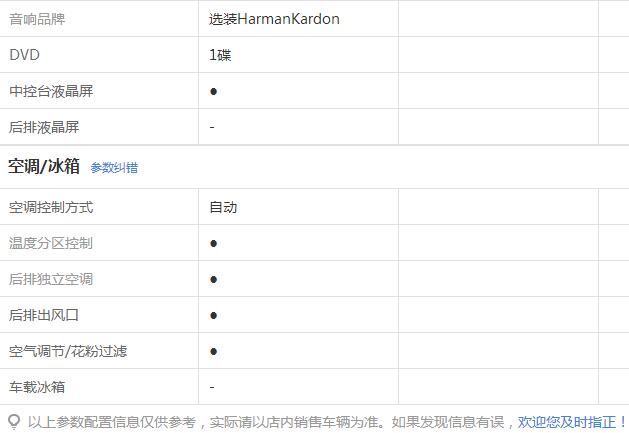 音响品牌 选装HarmanKardon
DVD 1碟
中控台液晶屏 ●
后排液晶屏 -
空调/冰箱 参数纠错
空调控制方式 自动
温度分区控制 ●
后排独立空调 ●
后排出风口 ●
空气调节/花粉过滤 ●
车载冰箱 -
以上参数配置信息仅供参考，实际请以店内销售车辆为准。如果发现信息有误，欢迎您及时指正！